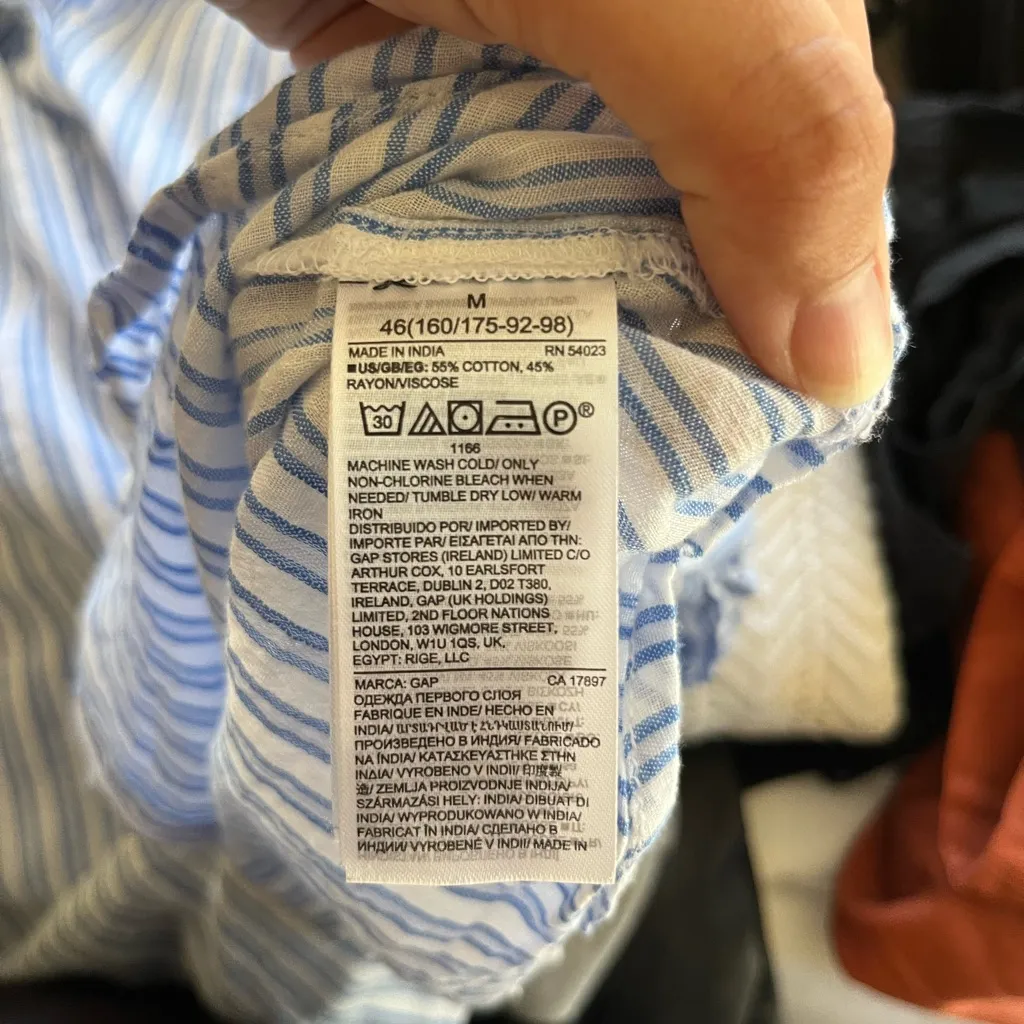 M
46(160/175-92-98)
MADE IN INDIA RN 54023
■US/GB/EG: 55% COTTON, 45%
RAYON/VISCOSE
30 P®
1166
MACHINE WASH COLD/ ONLY
NON-CHLORINE BLEACH WHEN
NEEDED/ TUMBLE DRY LOW/ WARM
IRON
DISTRIBUIDO POR/ IMPORTED BY/
IMPORTE PAR/ ΕΙΣΑΓΕΤΑΙ ΑΠΟ ΤΗΝ:
GAP STORES (IRELAND) LIMITED C/O
ARTHUR COX, 10 EARLSFORT
TERRACE, DUBLIN 2, D02 T380,
IRELAND, GAP (UK HOLDINGS)
LIMITED, 2ND FLOOR NATIONS
HOUSE, 103 WIGMORE STREET,
LONDON, W1U 1QS, UK.
EGYPT: RIGE, LLC
MARCA: GAP CA 17897
ОДЕЖДА ПЕРВОГО СЛОЯ
FABRIQUE EN INDE/ HECHO EN
INDIA/
ПРОИЗВЕДЕНО В ИНДИЯ/ FABRICADO
NA ÍNDIA/ ΚΑΤΑΣΚΕΥΑΣΤΗΚΕ ΣΤΗΝ
ΙΝΔΙΑ/ VYROBENO V INDII/ 印度製
造/ ZEMLJA PROIZVODNJE INDIJA/
SZÁRMAZÁSI HELY: INDIA/ DIBUAT DI
INDIA/ WYPRODUKOWANO W INDIA/
FABRICAT ÎN INDIA/ СДЕЛАНО В
ИНДИИ/ VYROBENÉ V INDII/ MADE IN